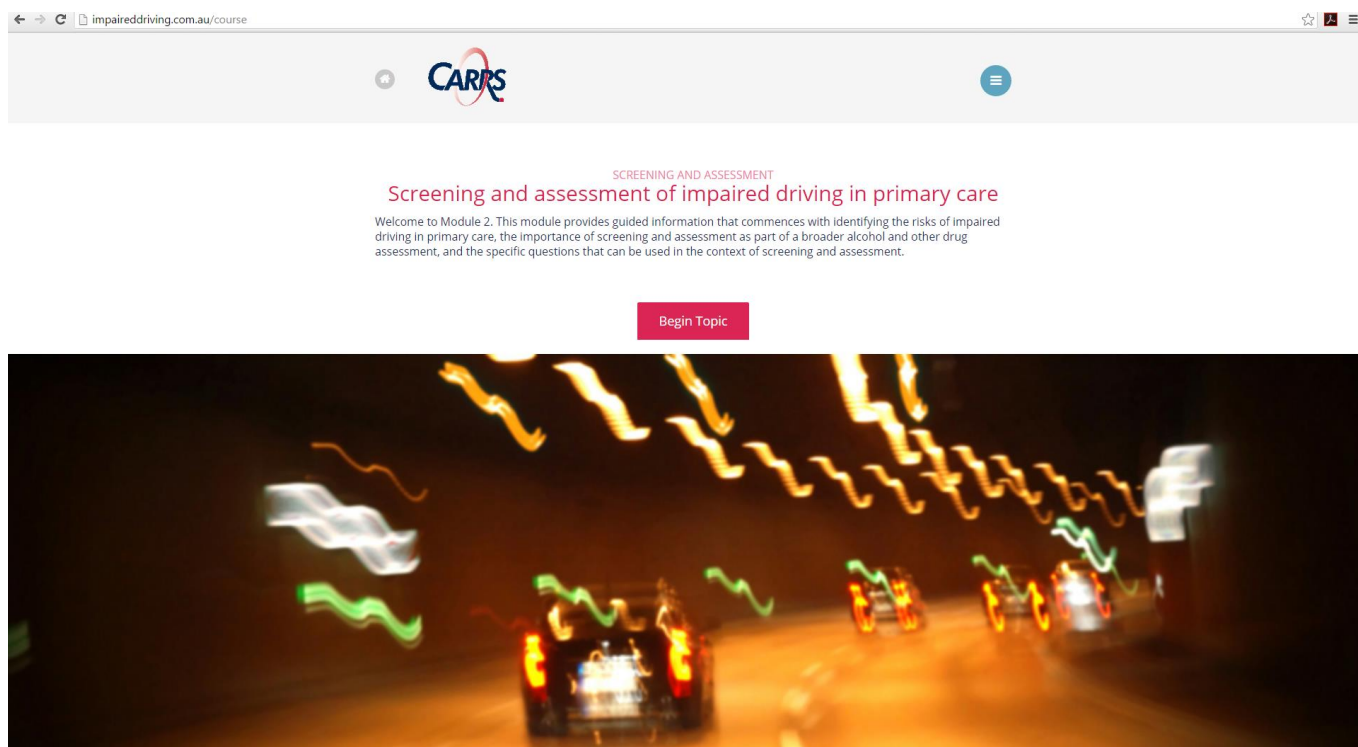 impaireddriving.com.au/course
CARRS
SCREENING AND ASSESSMENT
Screening and assessment of impaired driving in primary care
Welcome to Module 2. This module provides guided information that commences with identifying the risks of impaired
driving in primary care, the importance of screening and assessment as part of a broader alcohol and other drug
assessment, and the specific questions that can be used in the context of screening and assessment.
Begin Topic